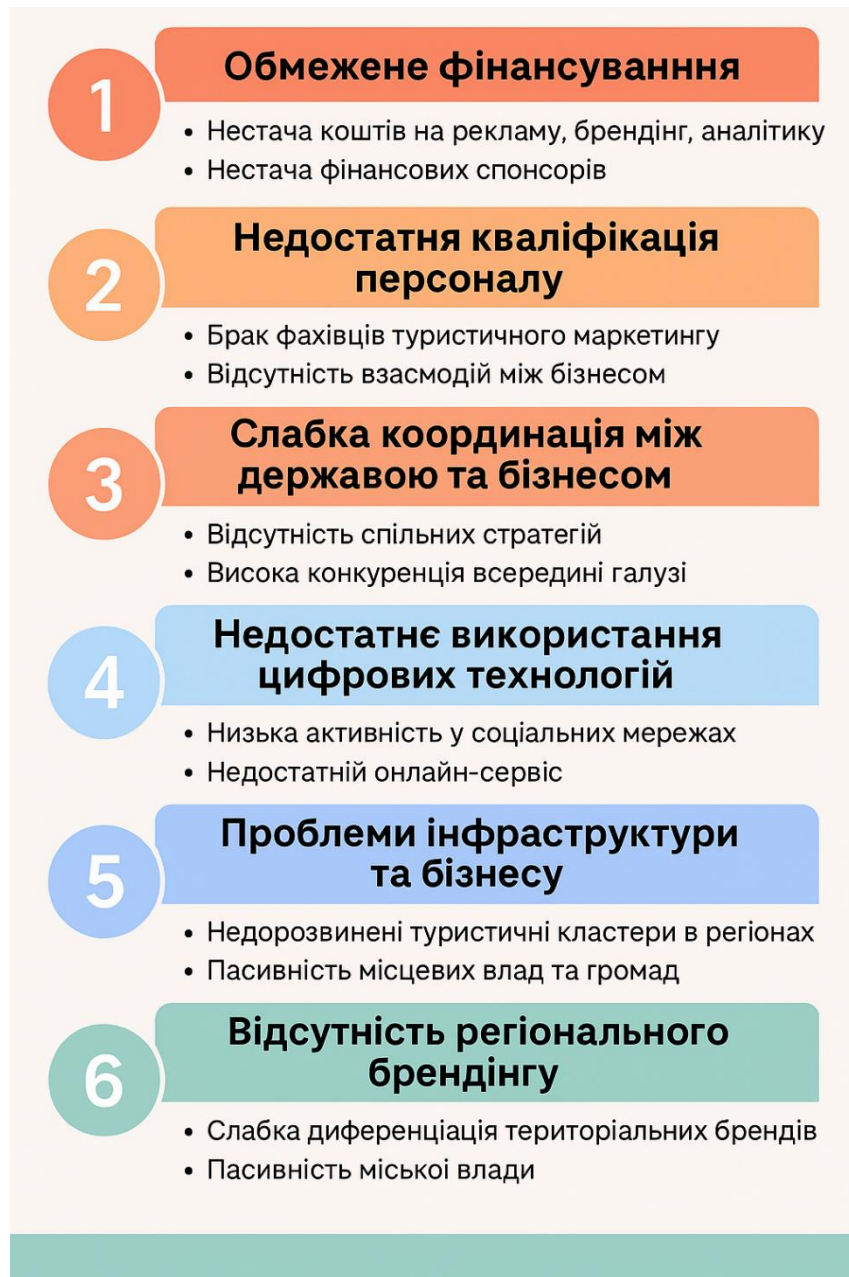 1
Обмежене фінансуванння
• Нестача коштів на рекламу, брендінг, аналітику
• Нестача фінансових спонсорів
2
Недостатня кваліфікація
персоналу
• Брак фахівців туристичного маркетингу
• Відсутність взасмодій між бізнесом
3
Слабка координація між
державою та бізнесом
• Відсутність спільних стратегій
• Висока конкуренція всередині галузі
4
Недостатнє використання
цифрових технологій
• Низька активність у соціальних мережах
• Недостатній онлайн-сервіс
5
Проблеми інфраструктури
та бізнесу
• Недорозвинені туристичні кластери в регіонах
• Пасивність місцевих влад та громад
6
Відсутність регіонального
брендінгу
• Слабка диференціація територіальних брендів
• Пасивність міської влади